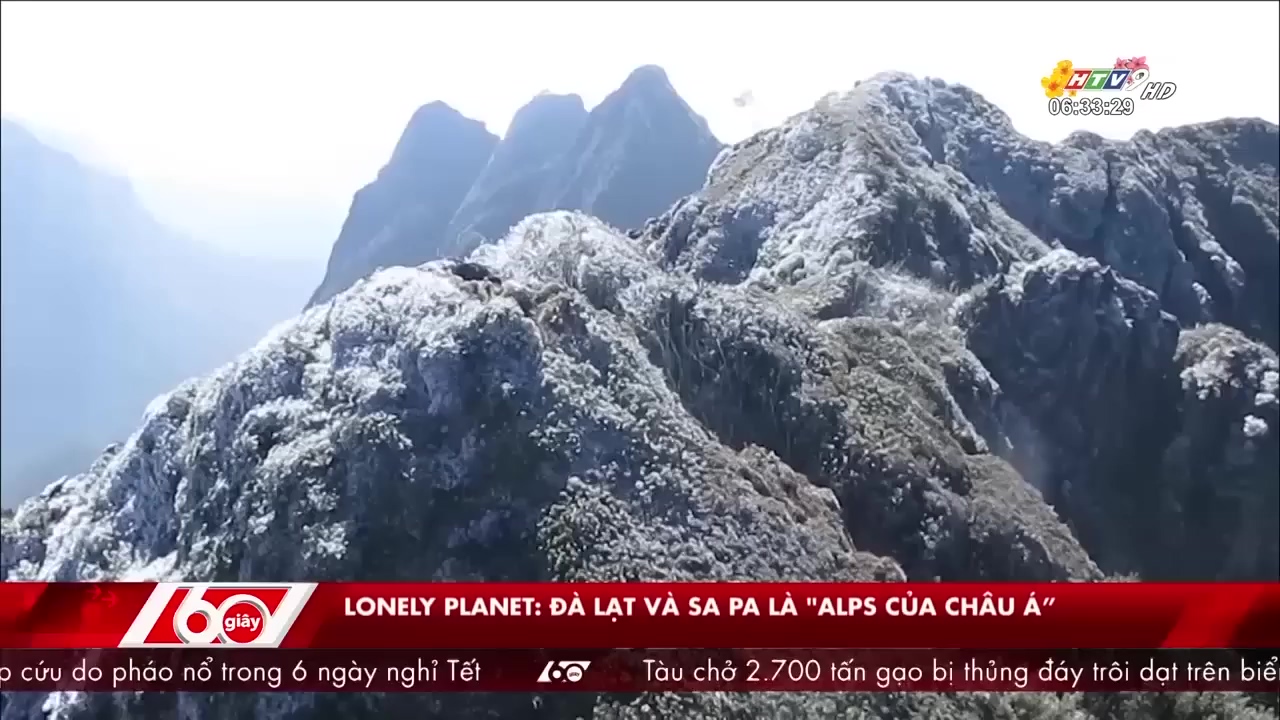 HTV9 HD
06:33:29
60 giây
LONELY PLANET: ĐÀ LẠT VÀ SA PA LÀ "ALPS CỦA CHÂU Á”
cứu do pháo nổ trong 6 ngày nghỉ Tết 60 giây Tàu chở 2.700 tấn gạo bị thủng đáy trôi dạt trên